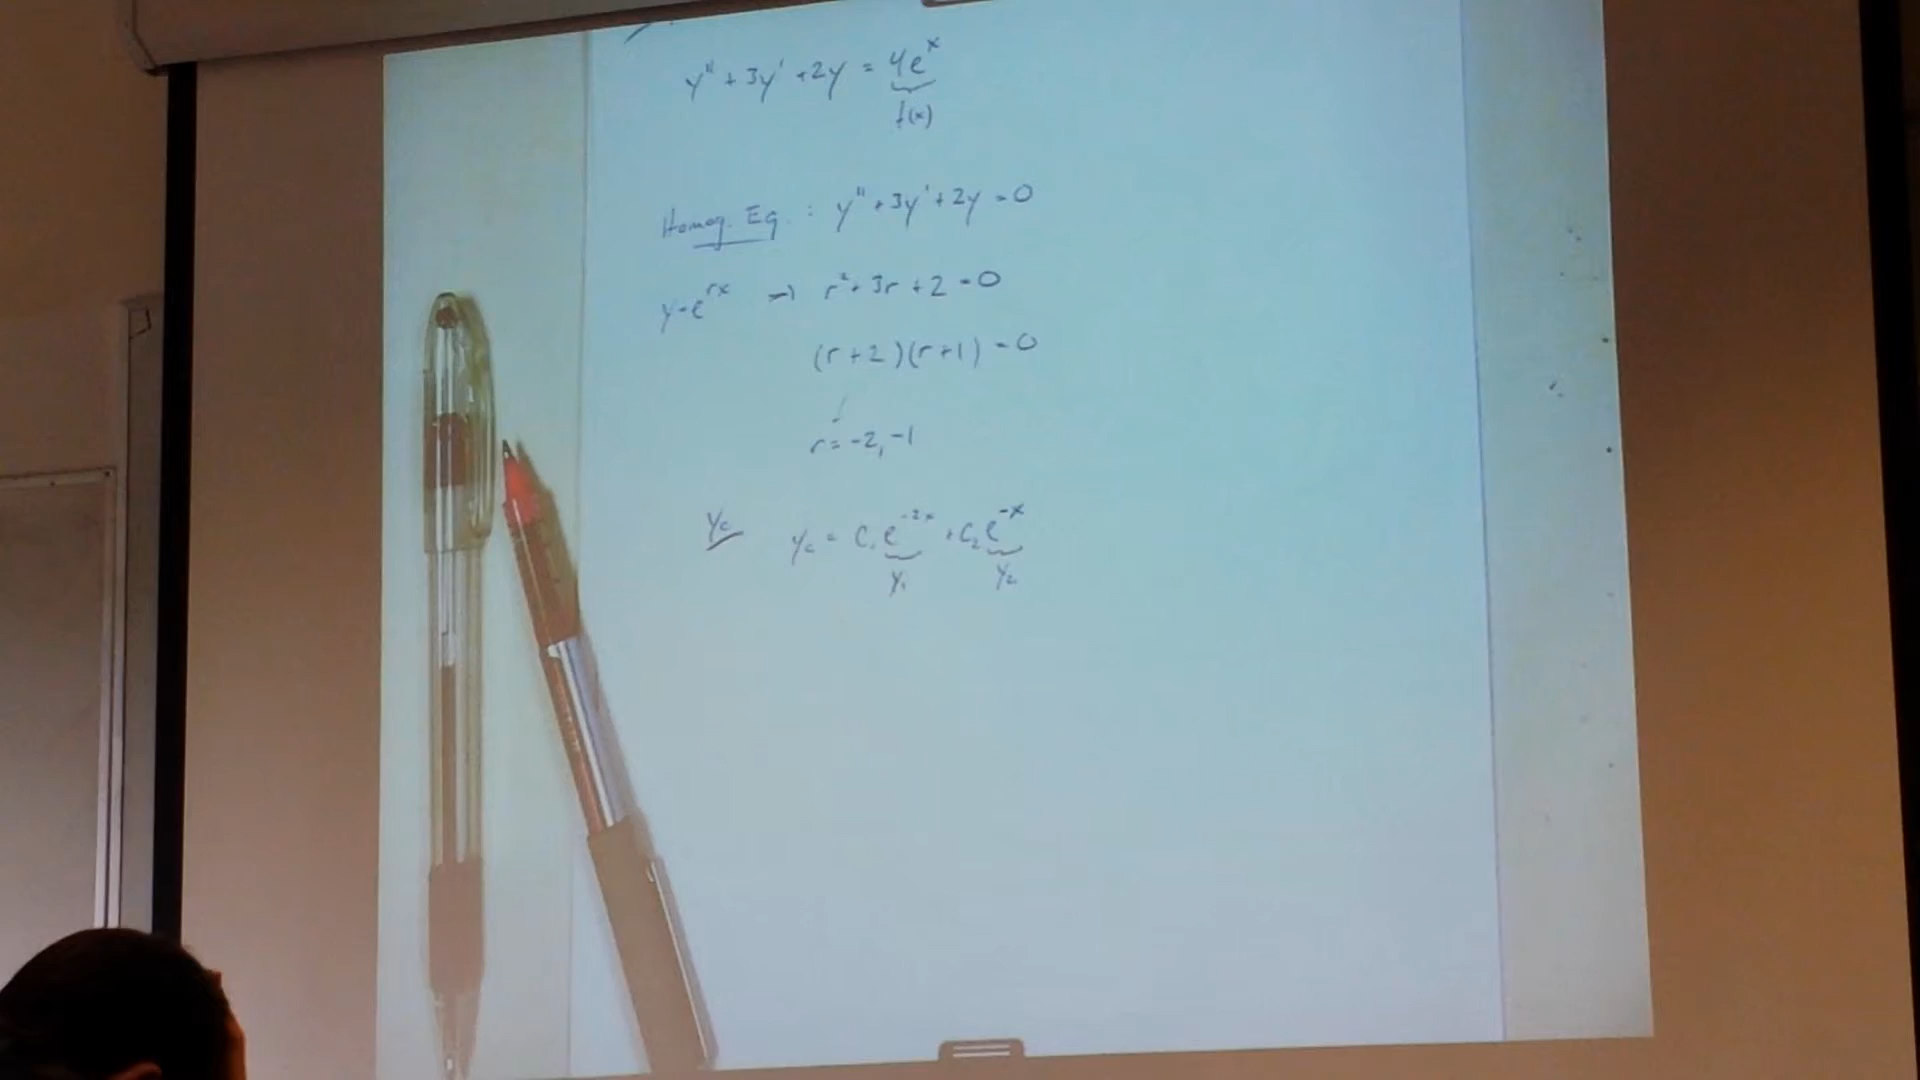 y" + 3y' + 2y = 4e^x
f(x)
Homog. Eq. : y" + 3y' + 2y = 0
y = e^rx → r² + 3r + 2 = 0
(r + 2)(r + 1) = 0
↓
r = -2, -1
y_c y_c = C₁e^-2x + C₂e^-x
y₁ y₂